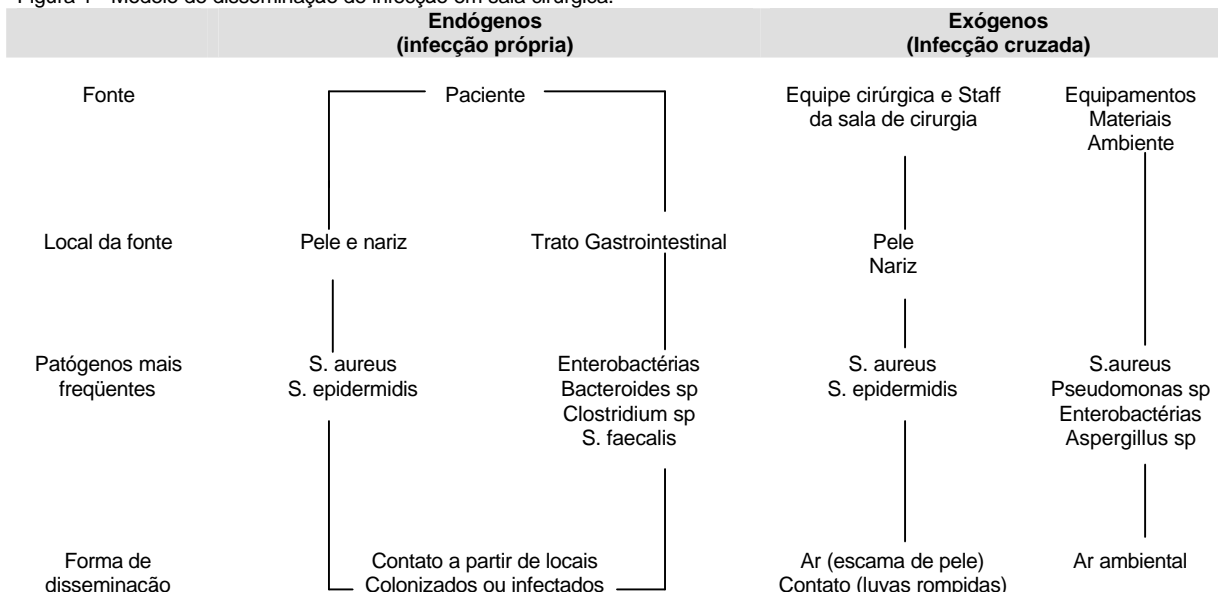 Figura 1 - Modelo de disseminação de infecção em sala cirúrgica.
Endógenos
(infecção própria)
Exógenos
(Infecção cruzada)
Fonte
Paciente
Equipe cirúrgica e Staff
da sala de cirurgia
Equipamentos
Materiais
Ambiente
Local da fonte
Pele e nariz
Trato Gastrointestinal
Pele
Nariz
Patógenos mais
freqüentes
S. aureus
S. epidermidis
Enterobactérias
Bacteroides sp
Clostridium sp
S. faecalis
S. aureus
S. epidermidis
S.aureus
Pseudomonas sp
Enterobactérias
Aspergillus sp
Forma de
disseminação
Contato a partir de locais
Colonizados ou infectados
Ar (escama de pele)
Contato (luvas rompidas)
Ar ambiental